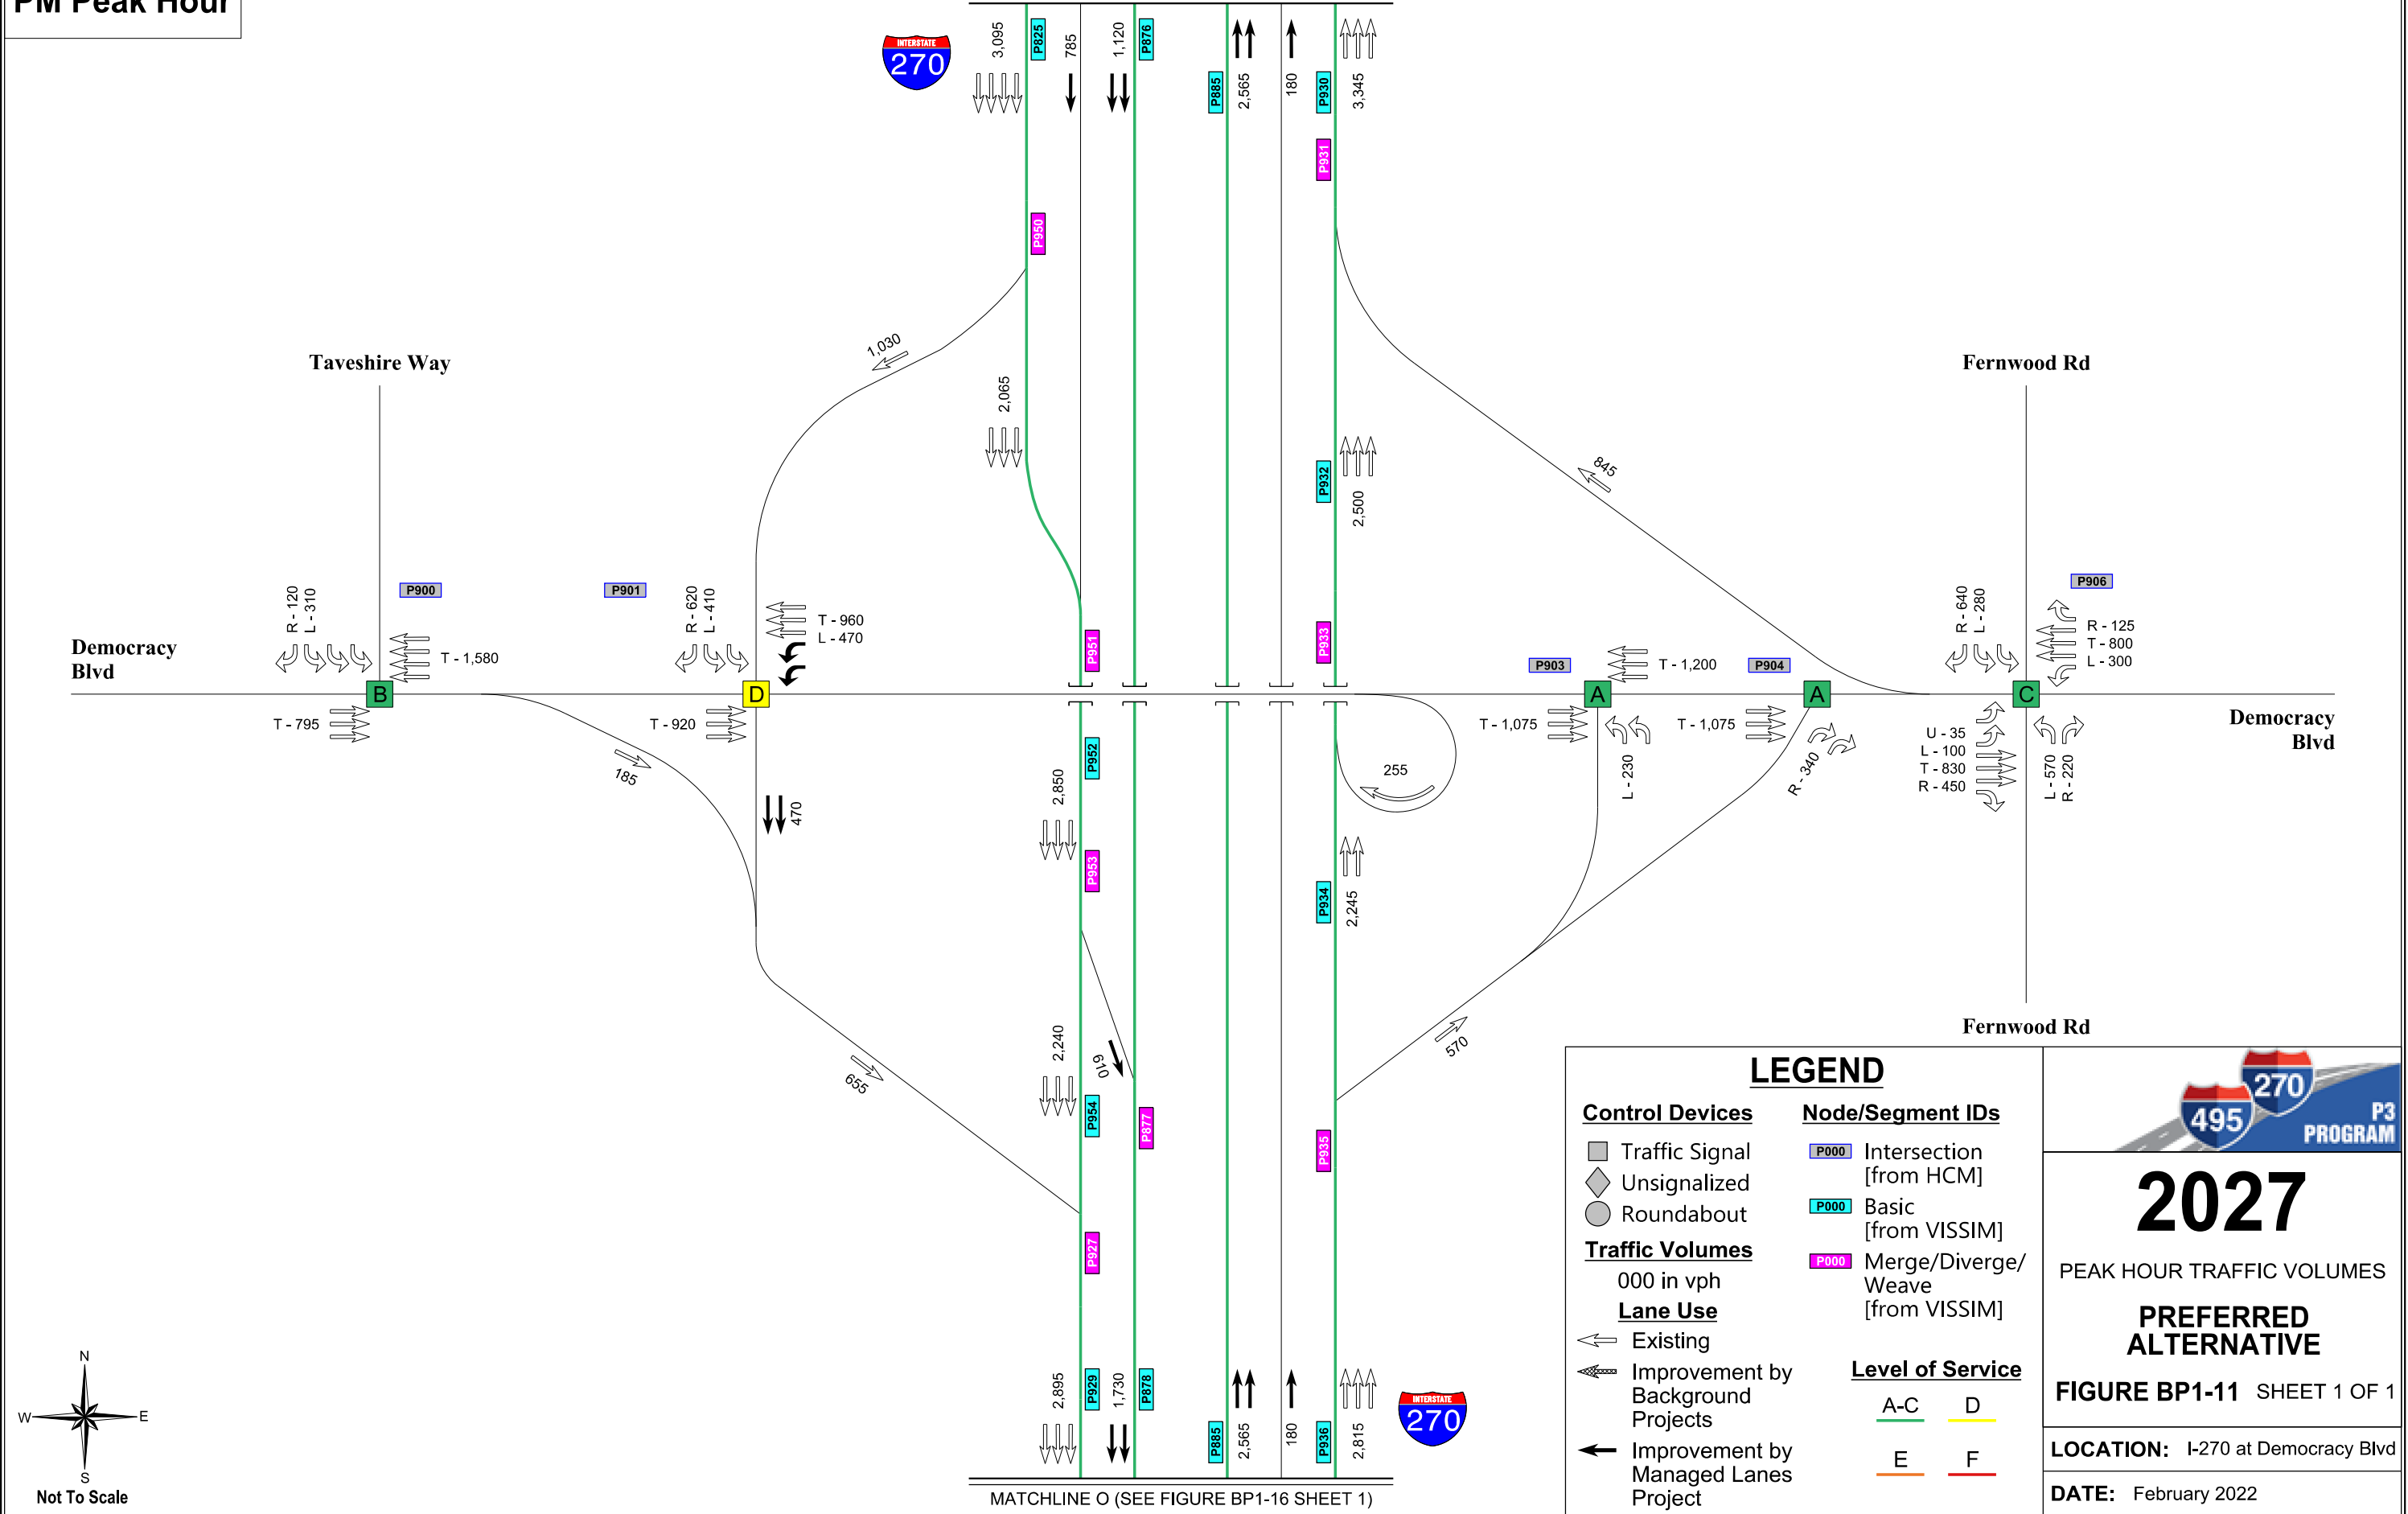 PM Peak Hour
INTERSTATE
270
3,095
P825
785
1,120
P876
P885
2,565
180
P930
3,345
P931
P950
1,030
2,065
P932
2,500
845
Taveshire Way
Fernwood Rd
R - 120
L - 310
P900
P901
R - 620
L - 410
T - 960
L - 470
P951
P933
P903
T - 1,200
P904
R - 640
L - 280
P906
R - 125
T - 800
L - 300
Democracy
Blvd
T - 1,580
B
D
A
A
C
T - 795
T - 920
T - 1,075
T - 1,075
L - 230
R - 340
U - 35
L - 100
T - 830
R - 450
L - 570
R - 220
Democracy
Blvd
185
470
P952
2,850
P953
255
P934
2,245
655
2,240
610
P954
P877
P935
570
Fernwood Rd
P927
2,895
P929
1,730
P878
P885
2,565
180
P936
2,815
INTERSTATE
270
N
W
E
S
Not To Scale
MATCHLINE O (SEE FIGURE BP1-16 SHEET 1)
LEGEND
Control Devices
Traffic Signal
Unsignalized
Roundabout
Traffic Volumes
000 in vph
Lane Use
Existing
Improvement by
Background
Projects
Improvement by
Managed Lanes
Project
Node/Segment IDs
P000
Intersection
[from HCM]
P000
Basic
[from VISSIM]
P000
Merge/Diverge/
Weave
[from VISSIM]
Level of Service
A-C
D
E
F
270
495
P3
PROGRAM
2027
PEAK HOUR TRAFFIC VOLUMES
PREFERRED
ALTERNATIVE
FIGURE BP1-11 SHEET 1 OF 1
LOCATION: I-270 at Democracy Blvd
DATE: February 2022